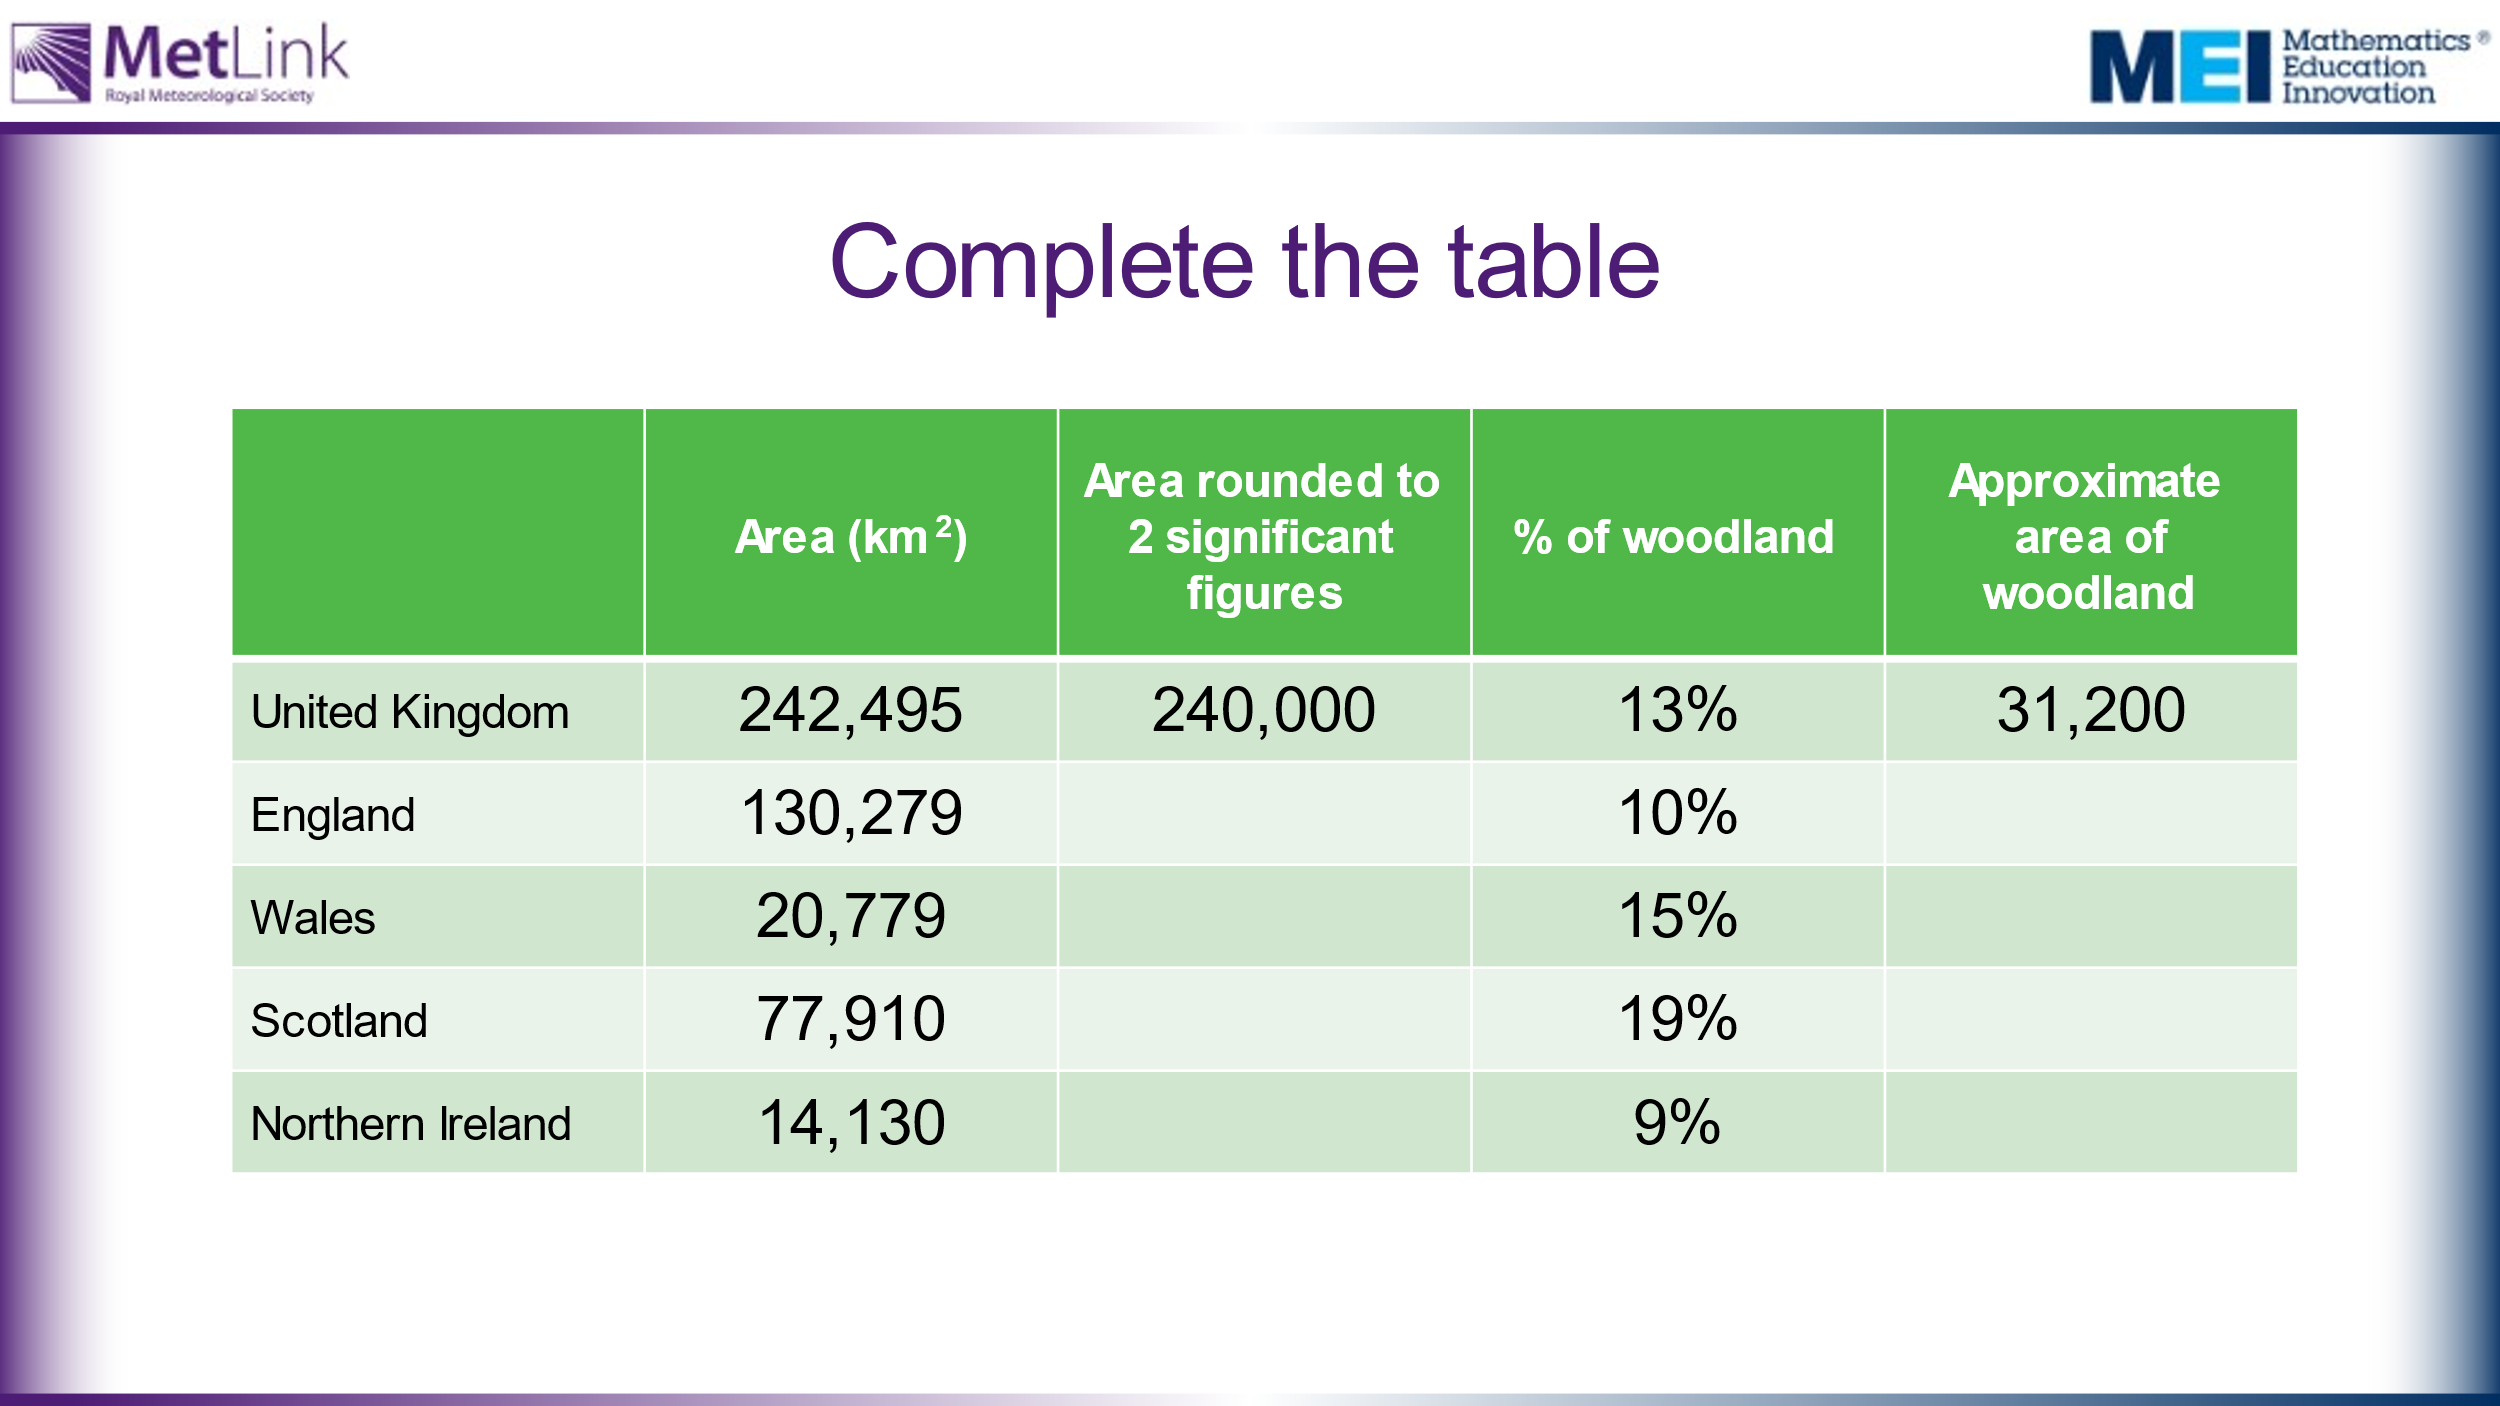 MetLink
Royal Meteorological Society
MEI
Mathematics ®
Education
Innovation
Complete the table
Area (km²)
Area rounded to
2 significant
figures
% of woodland
Approximate
area of
woodland
United Kingdom 242,495 240,000 13% 31,200
England 130,279 10%
Wales 20,779 15%
Scotland 77,910 19%
Northern Ireland 14,130 9%